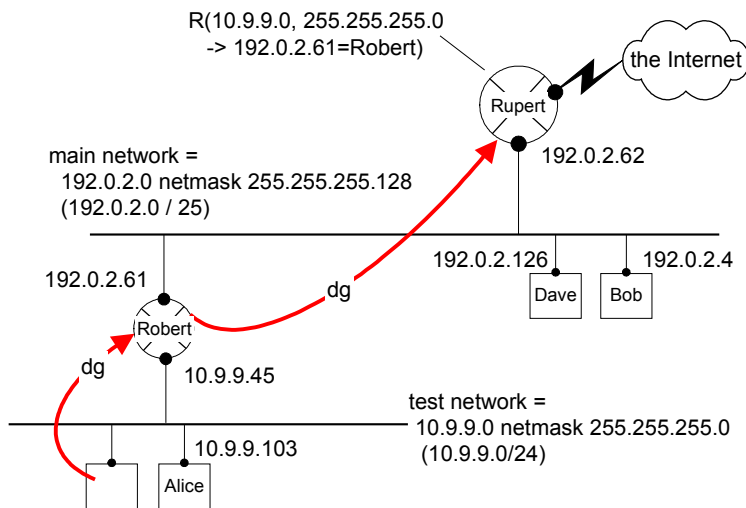 R(10.9.9.0, 255.255.255.0
-> 192.0.2.61=Robert)
the Internet
Rupert
192.0.2.62
main network =
192.0.2.0 netmask 255.255.255.128
(192.0.2.0 / 25)
192.0.2.61
192.0.2.126
192.0.2.4
dg
Dave
Bob
Robert
dg
10.9.9.45
test network =
10.9.9.0 netmask 255.255.255.0
(10.9.9.0/24)
10.9.9.103
Alice